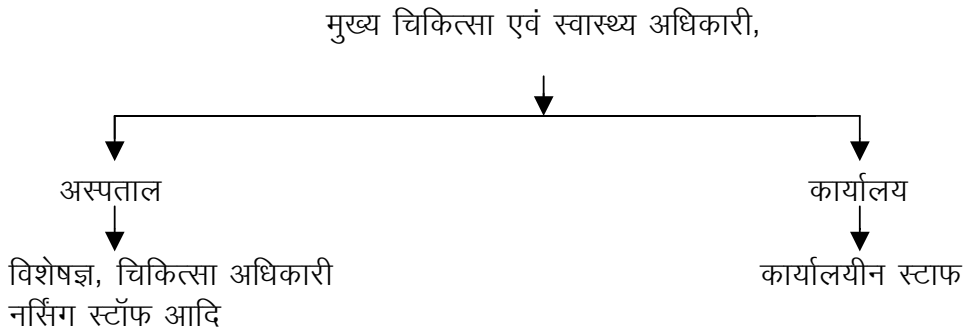 मुख्य चिकित्सा एवं स्वास्थ्य अधिकारी,
अस्पताल
कार्यालय
विशेषज्ञ, चिकित्सा अधिकारी
कार्यालयीन स्टाफ
नर्सिंग स्टॉफ आदि